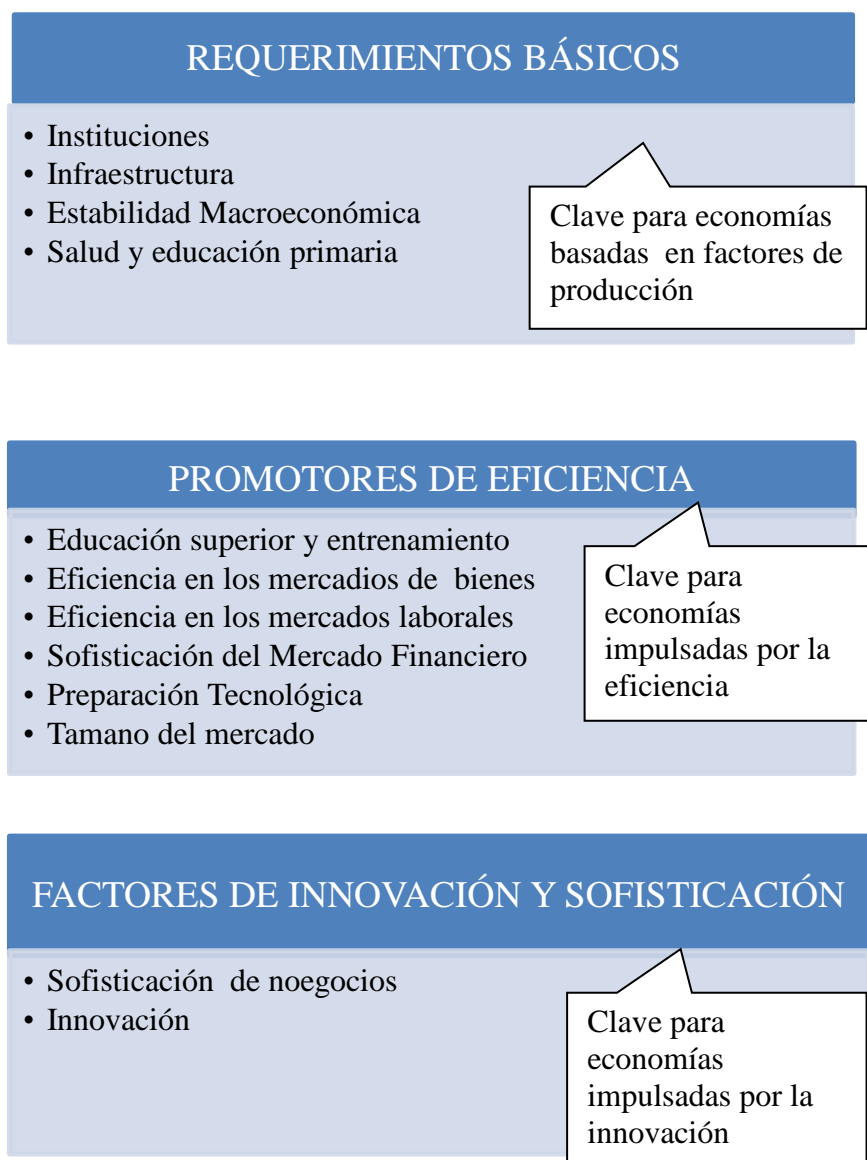 REQUERIMIENTOS BÁSICOS
• Instituciones
• Infraestructura
• Estabilidad Macroeconómica
• Salud y educación primaria
Clave para economías
basadas en factores de
producción
PROMOTORES DE EFICIENCIA
• Educación superior y entrenamiento
• Eficiencia en los mercadios de bienes
• Eficiencia en los mercados laborales
• Sofisticación del Mercado Financiero
• Preparación Tecnológica
• Tamano del mercado
Clave para
economías
impulsadas por la
eficiencia
FACTORES DE INNOVACIÓN Y SOFISTICACIÓN
• Sofisticación de noegocios
• Innovación
Clave para
economías
impulsadas por la
innovación